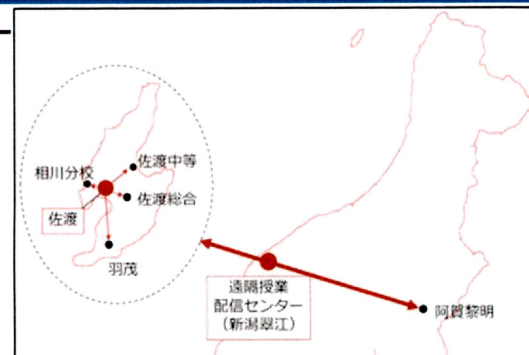 相川分校
佐渡中等
佐渡総合
佐渡
羽茂
遠隔授業
配信センター
(新潟翠江)
阿賀黎明